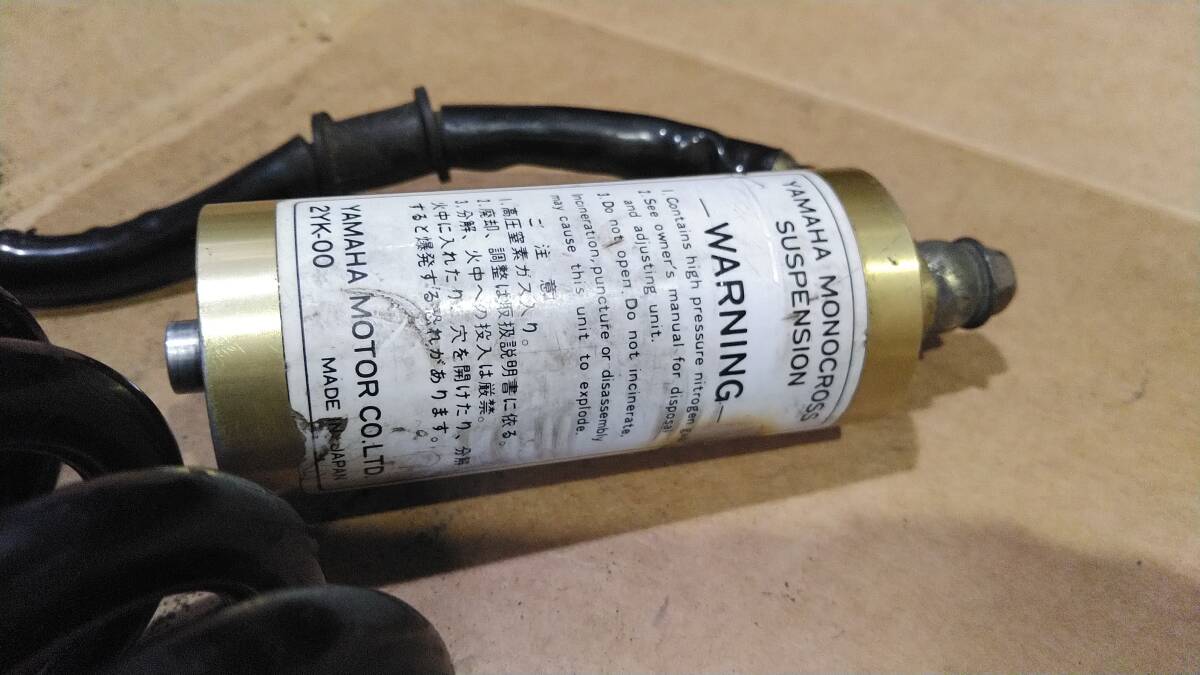 YAMAHA MONOCROSS
SUSPENSION
— WARNING —
1. Contains high pressure nitrogen
2. See owner's manual for disposal
and adjusting unit.
3. Do not open. Do not incinerate.
Incineration, puncture or disassembly
may cause, this unit to explode.
ご注意
1. 高圧窒素ガス入り。
2. 廃却、調整は取扱説明書に依る。
3. 分解、火中への投入は厳禁。
火中に入れたり、穴を開けたり、分解
すると爆発する恐れがあります。
YAMAHA MOTOR CO.LTD.
2YK-00 MADE IN JAPAN